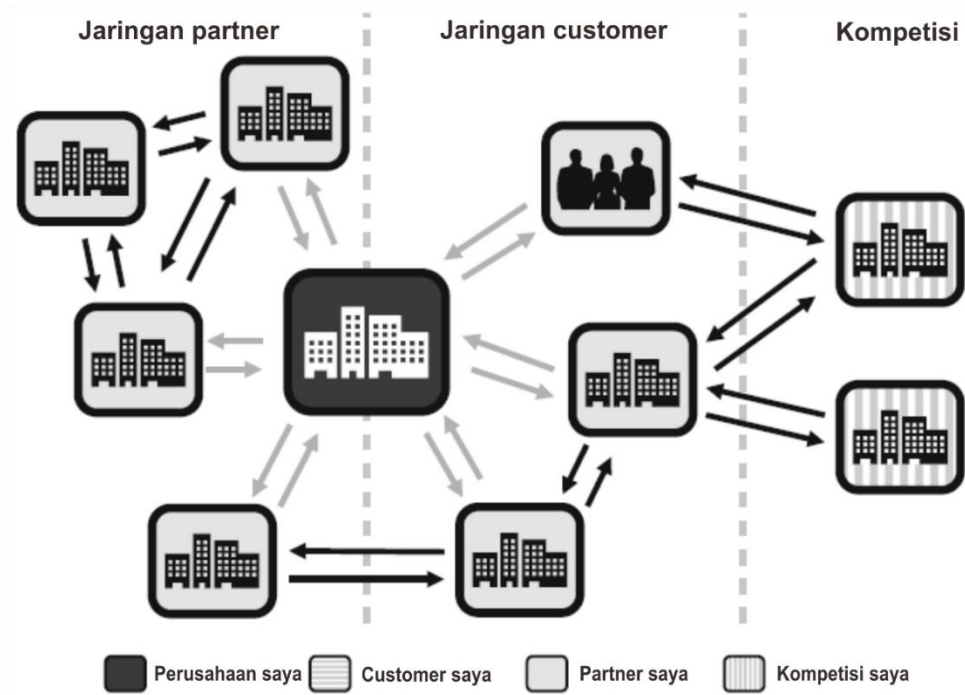 Jaringan partner
Jaringan customer
Kompetisi
Perusahaan saya
Customer saya
Partner saya
Kompetisi saya